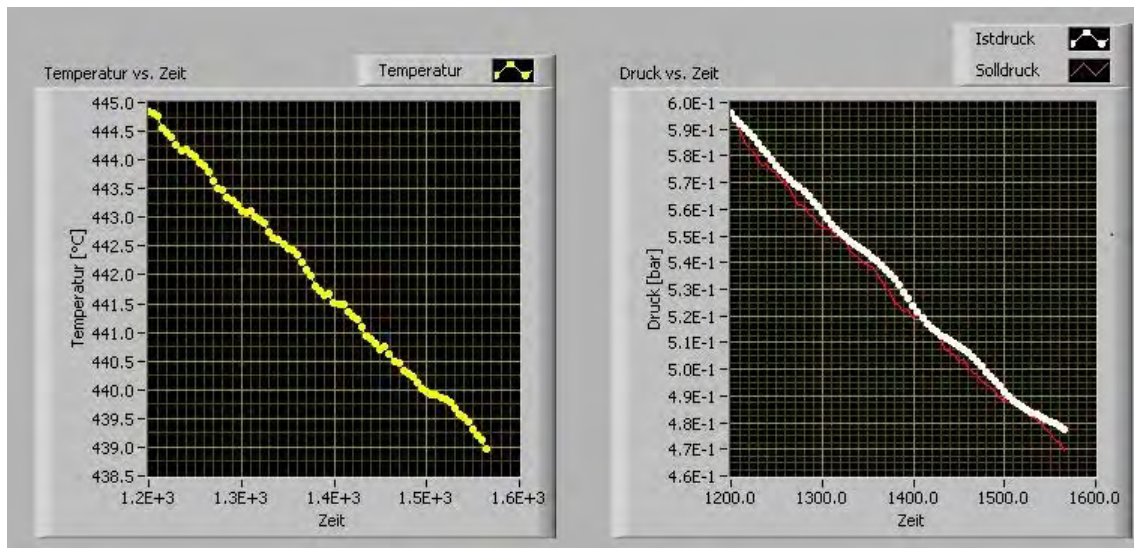 Temperatur vs. Zeit
Temperatur
445.0
444.5
444.0
443.5
443.0
442.5
442.0
441.5
441.0
440.5
440.0
439.5
439.0
438.5
Temperatur [°C]
1.2E+3 1.3E+3 1.4E+3 1.5E+3 1.6E+3
Zeit
Istdruck
Solldruck
Druck vs. Zeit
6.0E-1
5.9E-1
5.8E-1
5.7E-1
5.6E-1
5.5E-1
5.4E-1
5.3E-1
5.2E-1
5.1E-1
5.0E-1
4.9E-1
4.8E-1
4.7E-1
4.6E-1
Druck [bar]
1200.0 1300.0 1400.0 1500.0 1600.0
Zeit